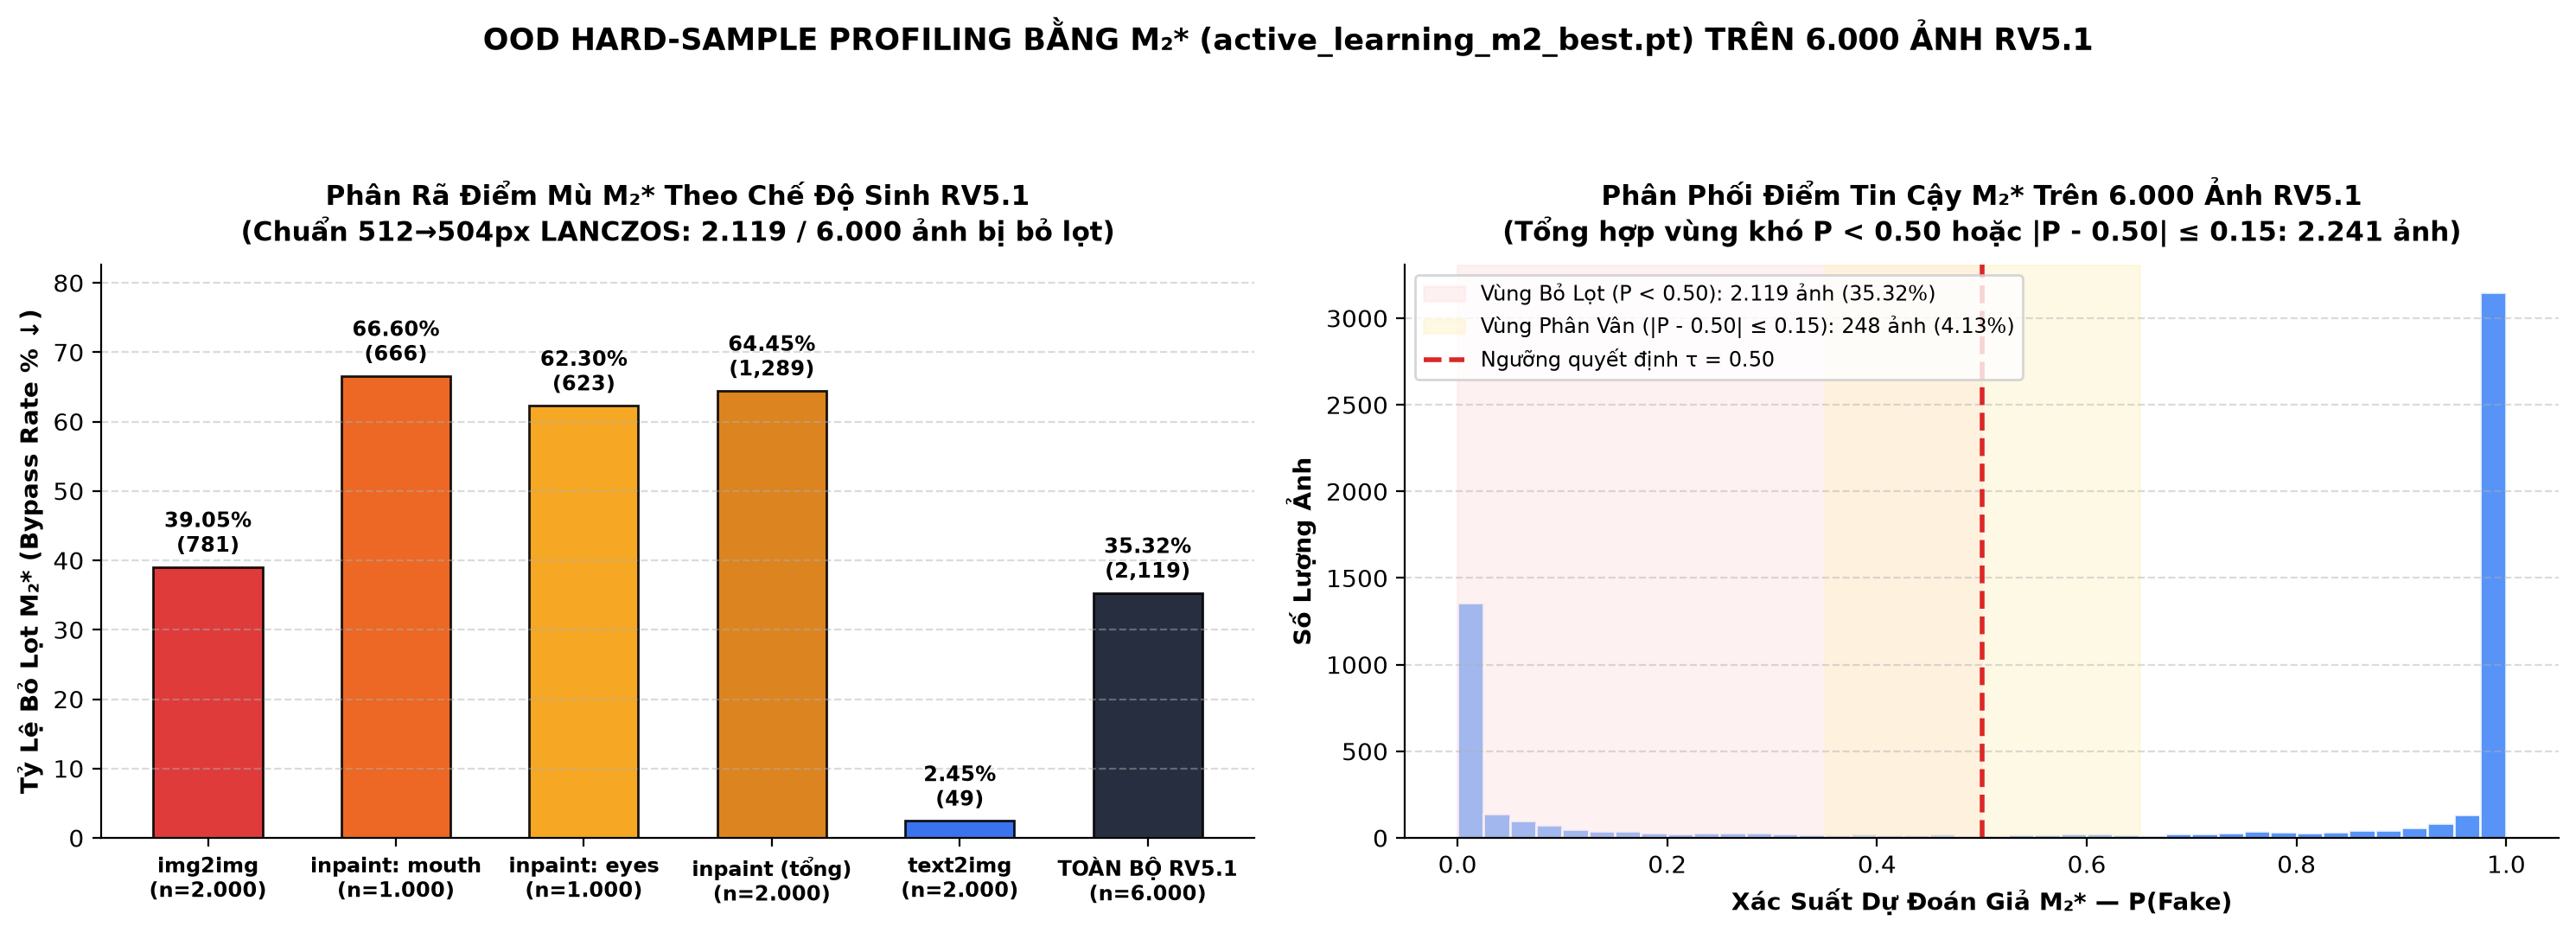 OOD HARD-SAMPLE PROFILING BẰNG M₂* (active_learning_m2_best.pt) TRÊN 6.000 ẢNH RV5.1
Phân Rã Điểm Mù M₂* Theo Chế Độ Sinh RV5.1
(Chuẩn 512→504px LANCZOS: 2.119 / 6.000 ảnh bị bỏ lọt)
Tỷ Lệ Bỏ Lọt M₂* (Bypass Rate % ↓)
80
70
60
50
40
30
20
10
0
39.05%
(781)
66.60%
(666)
62.30%
(623)
64.45%
(1,289)
2.45%
(49)
35.32%
(2,119)
img2img
(n=2.000)
inpaint: mouth
(n=1.000)
inpaint: eyes
(n=1.000)
inpaint (tổng)
(n=2.000)
text2img
(n=2.000)
TOÀN BỘ RV5.1
(n=6.000)
Phân Phối Điểm Tin Cậy M₂* Trên 6.000 Ảnh RV5.1
(Tổng hợp vùng khó P < 0.50 hoặc |P - 0.50| ≤ 0.15: 2.241 ảnh)
Vùng Bỏ Lọt (P < 0.50): 2.119 ảnh (35.32%)
Vùng Phân Vân (|P - 0.50| ≤ 0.15): 248 ảnh (4.13%)
Ngưỡng quyết định τ = 0.50
Số Lượng Ảnh
3000
2500
2000
1500
1000
500
0
0.0
0.2
0.4
0.6
0.8
1.0
Xác Suất Dự Đoán Giả M₂* — P(Fake)